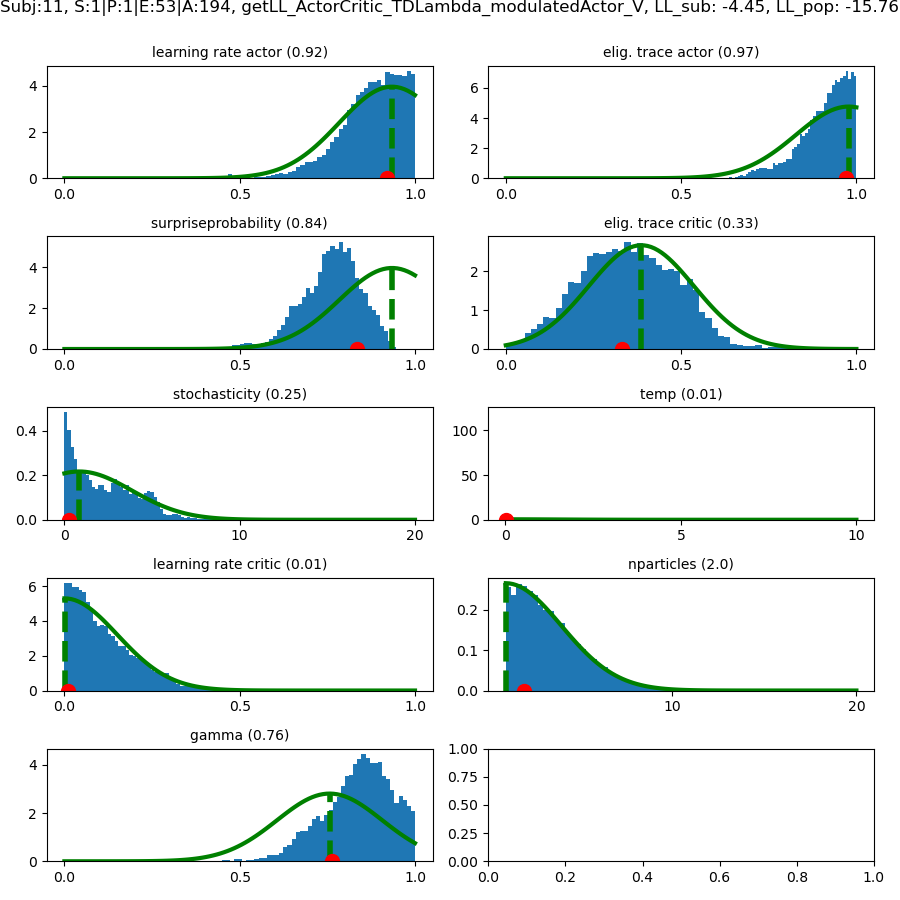 Subj:11, S:1|P:1|E:53|A:194, getLL_ActorCritic_TDLambda_modulatedActor_V, LL_sub: -4.45, LL_pop: -15.76
learning rate actor (0.92)
4
2
0
0.0 0.5 1.0
elig. trace actor (0.97)
6
4
2
0
0.0 0.5 1.0
surpriseprobability (0.84)
4
2
0
0.0 0.5 1.0
elig. trace critic (0.33)
2
1
0
0.0 0.5 1.0
stochasticity (0.25)
0.4
0.2
0.0
0 10 20
temp (0.01)
100
50
0
0 5 10
learning rate critic (0.01)
6
4
2
0
0.0 0.5 1.0
nparticles (2.0)
0.2
0.1
0.0
10 20
gamma (0.76)
4
2
0
0.0 0.5 1.0
1.00
0.75
0.50
0.25
0.00
0.0 0.2 0.4 0.6 0.8 1.0